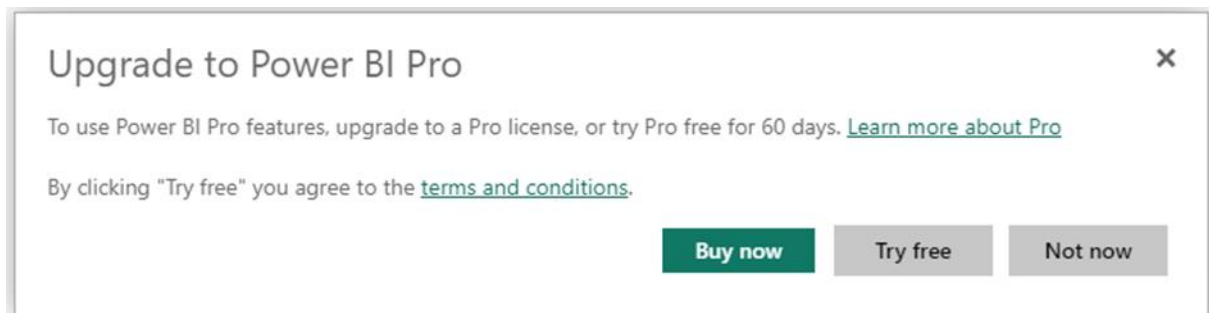 Upgrade to Power BI Pro
To use Power BI Pro features, upgrade to a Pro license, or try Pro free for 60 days. Learn more about Pro
By clicking "Try free" you agree to the terms and conditions.
Buy now Try free Not now